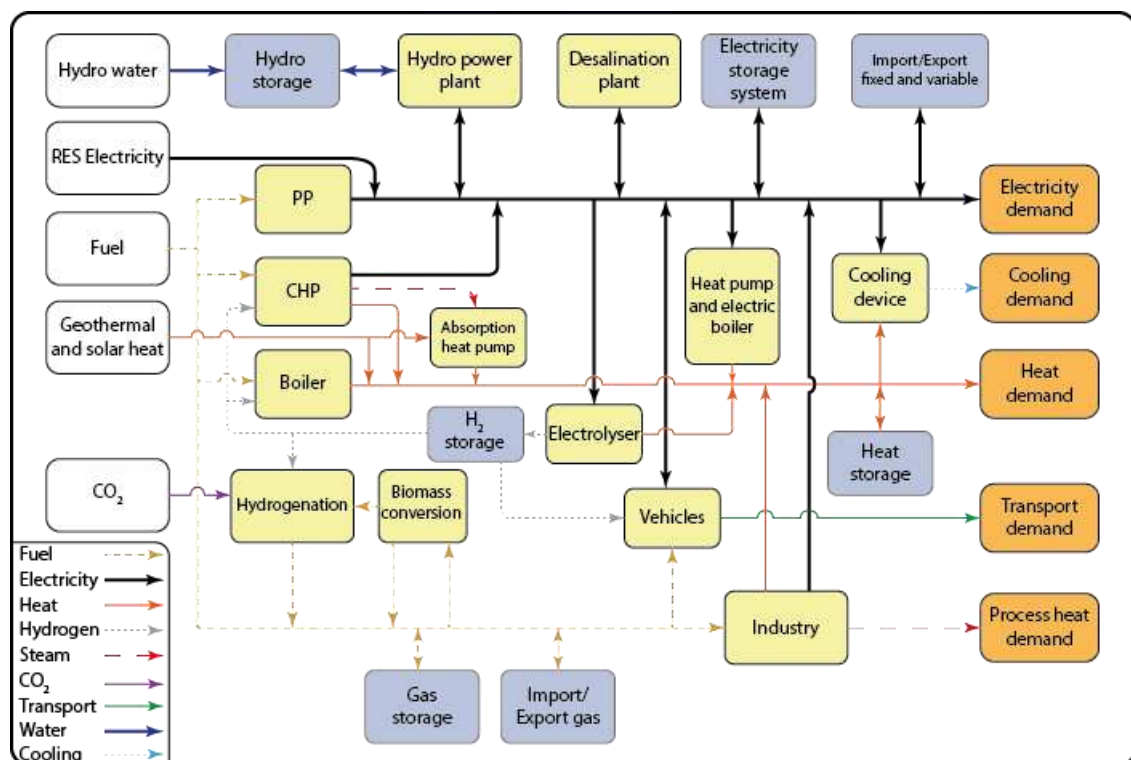 Hydro water
Hydro
storage
Hydro power
plant
Desalination
plant
Electricity
storage
system
Import/Export
fixed and variable
RES Electricity
PP
Electricity
demand
Fuel
CHP
Heat pump
and electric
boiler
Cooling
device
Cooling
demand
Geothermal
and solar heat
Absorption
heat pump
Boiler
Heat
demand
H2
storage
Electrolyser
Heat
storage
CO2
Hydrogenation
Biomass
conversion
Vehicles
Transport
demand
Industry
Process heat
demand
Gas
storage
Import/
Export gas
Fuel
Electricity
Heat
Hydrogen
Steam
CO2
Transport
Water
Cooling